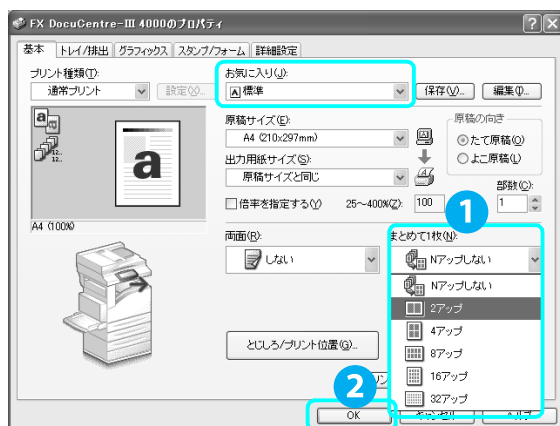 FX DocuCentre-III 4000のプロパティ
基本 トレイ/排出 グラフィックス スタンプ/フォーム 詳細設定
プリント種類(T): お気に入り(J):
通常プリント 設定(X)... 標準 保存(V)... 編集(I)...
原稿サイズ(E): 原稿の向き
A4 (210x297mm) たて原稿(O)
出力用紙サイズ(S): よこ原稿(L)
原稿サイズと同じ
部数(C):
倍率を指定する(Y) 25～400%(Z): 100 1
1
A4 (100%)
両面(R): まとめて1枚(N):
しない Nアップしない
Nアップしない
2アップ
4アップ
とじしろ/プリント位置(G)... 8アップ
16アップ
2
32アップ
OK